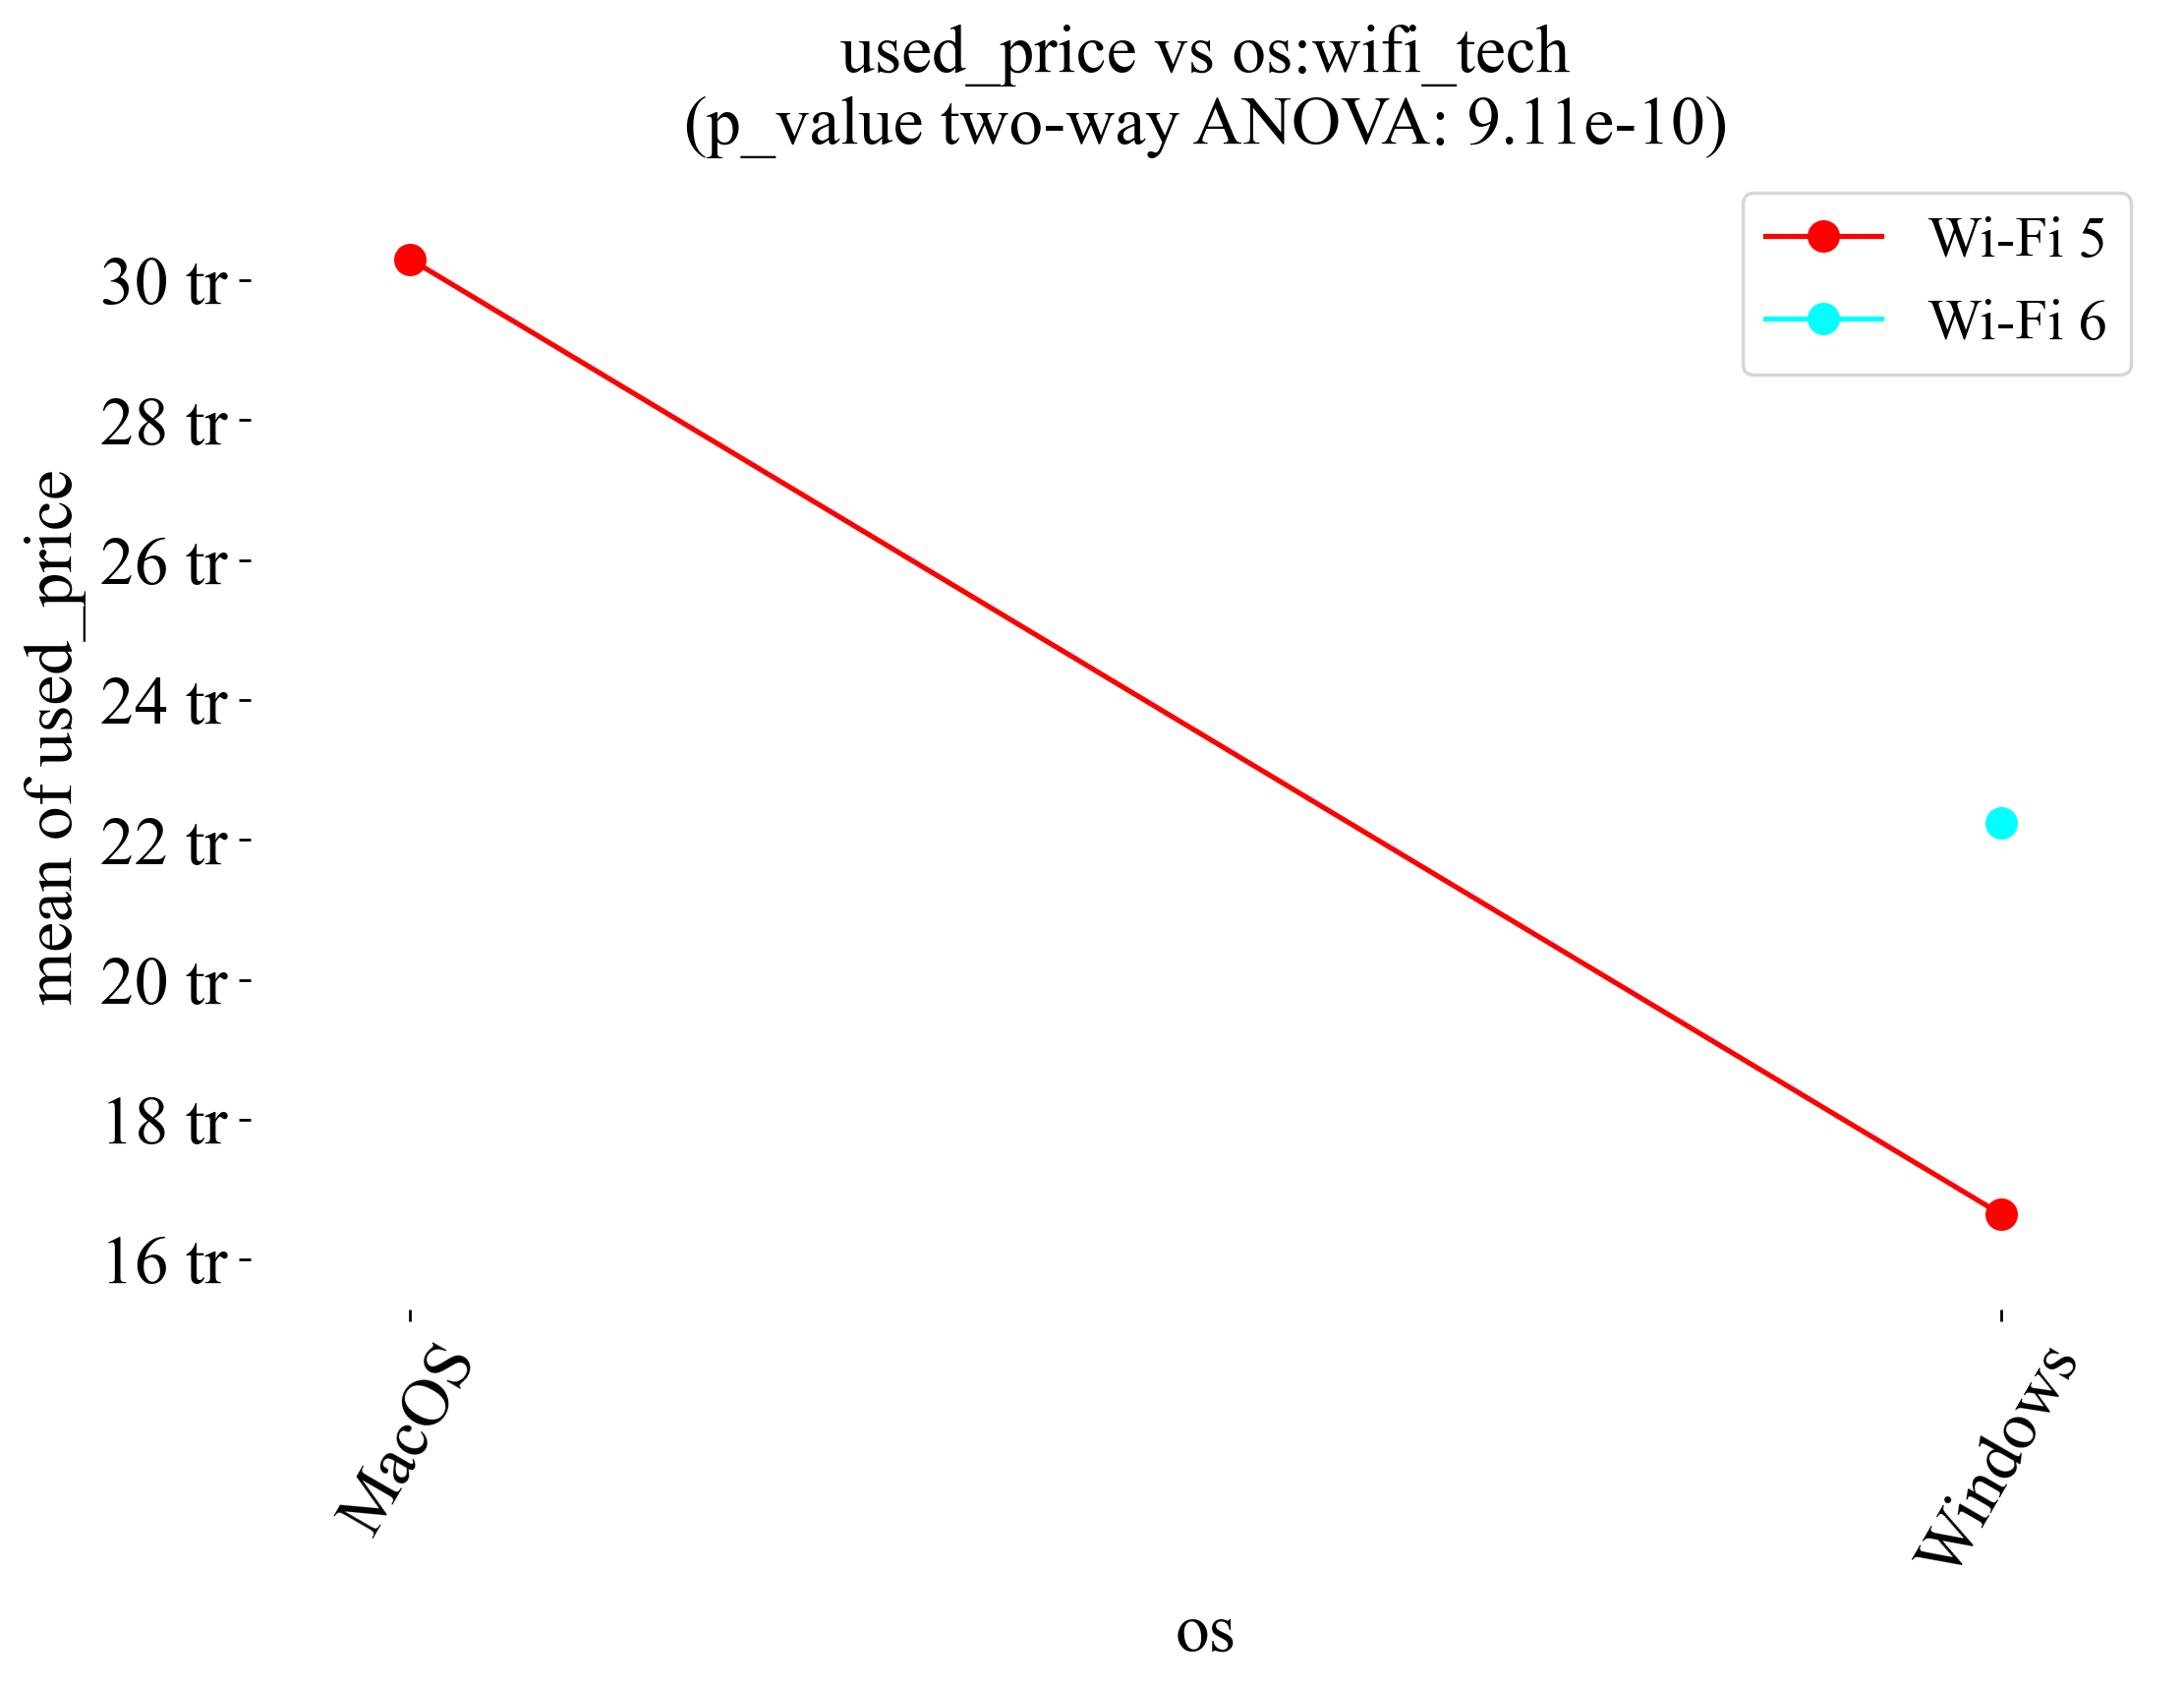 used_price vs os:wifi_tech
(p_value two-way ANOVA: 9.11e-10)
Wi-Fi 5
Wi-Fi 6
mean of used_price
30 tr
28 tr
26 tr
24 tr
22 tr
20 tr
18 tr
16 tr
MacOS
Windows
os